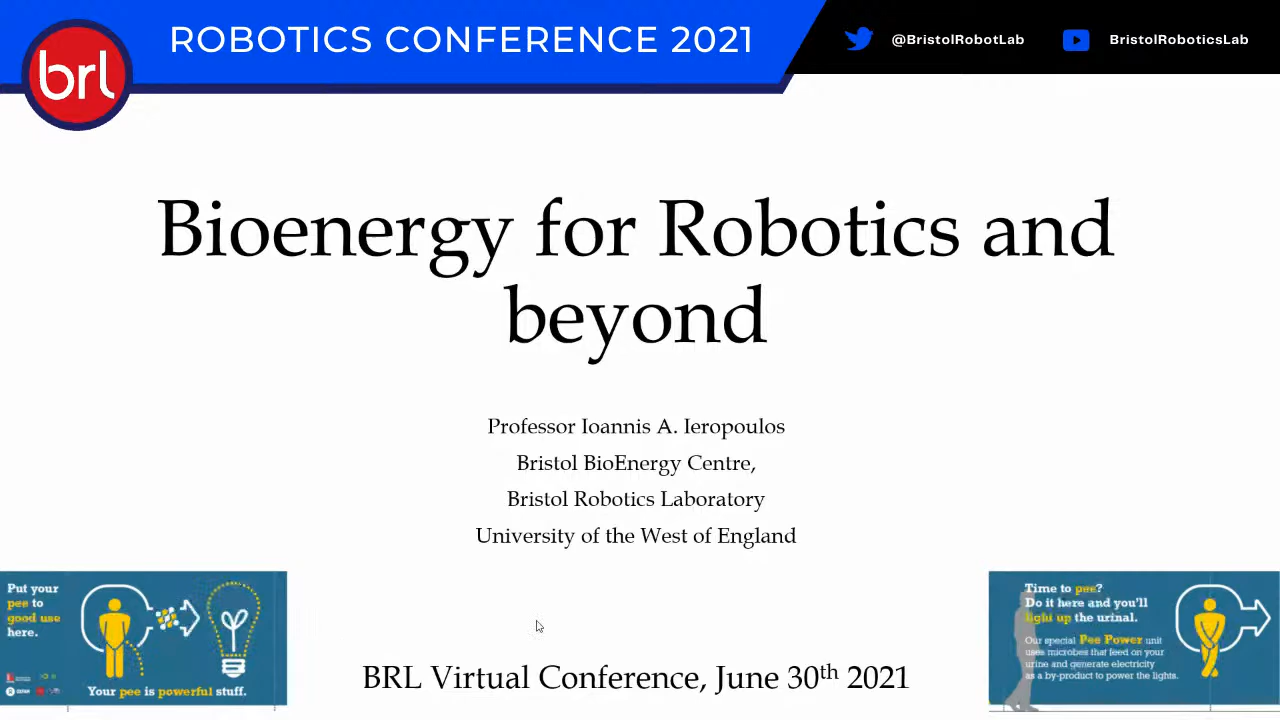 ROBOTICS CONFERENCE 2021
@BristolRobotLab
BristolRoboticsLab
brl
Bioenergy for Robotics and
beyond
Professor Ioannis A. Ieropoulos
Bristol BioEnergy Centre,
Bristol Robotics Laboratory
University of the West of England
Put your
pee to
good use
here.
Your pee is powerful stuff.
Time to pee?
Do it here and you'll
light up the urinal.
Our special Pee Power unit
uses microbes that feed on your
urine and generate electricity
as a by-product to power the lights.
BRL Virtual Conference, June 30th 2021